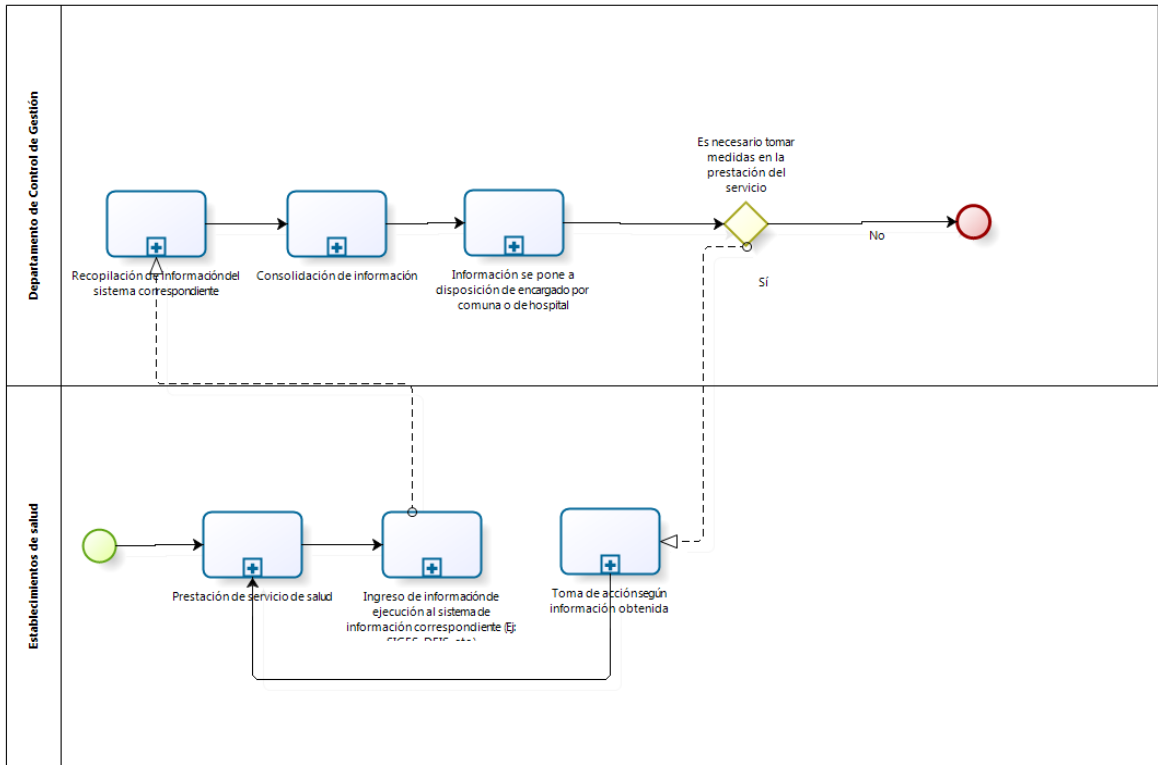 Departamento de Control de Gestión
Es necesario tomar
medidas en la
prestación del
servicio
No
Sí
Recopilación de información del
sistema correspondiente
Consolidación de información
Información se pone a
disposición de encargado por
comuna o de hospital
Establecimientos de salud
Prestación de servicio de salud
Ingreso de información de
ejecución al sistema de
información correspondiente (Ej:
Toma de acción según
información obtenida